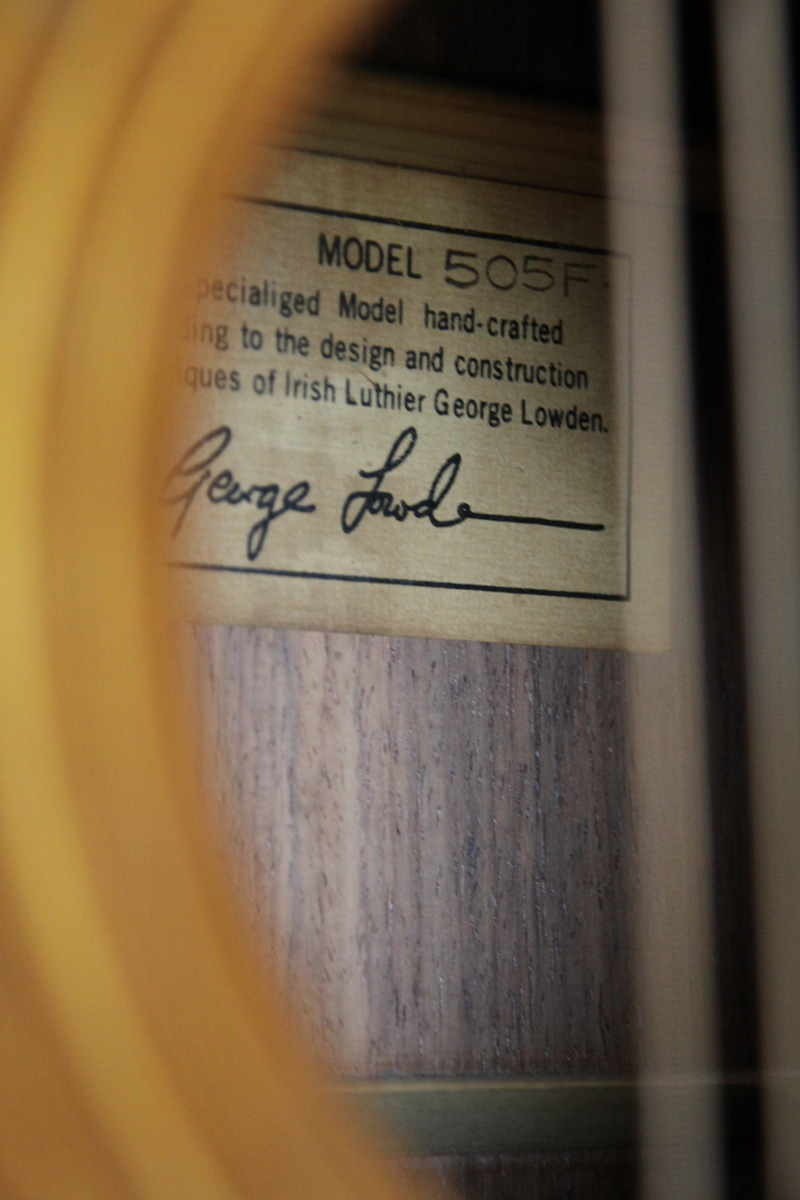 MODEL 505F
pecialiged Model hand-crafted
ding to the design and construction
iques of Irish Luthier George Lowden.
George Lowden